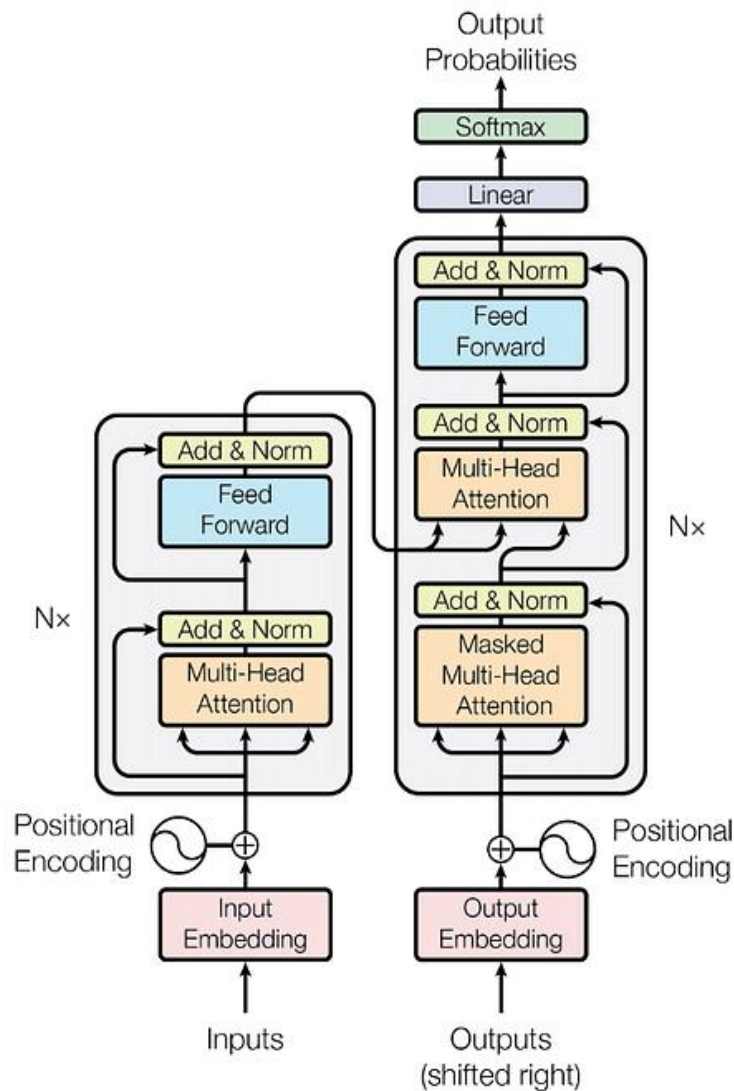 Output
Probabilities
Softmax
Linear
Add & Norm
Feed
Forward
Add & Norm
Multi-Head
Attention
Nx
Add & Norm
Masked
Multi-Head
Attention
Add & Norm
Feed
Forward
Nx
Add & Norm
Multi-Head
Attention
Positional
Encoding
Positional
Encoding
Input
Embedding
Output
Embedding
Inputs
Outputs
(shifted right)